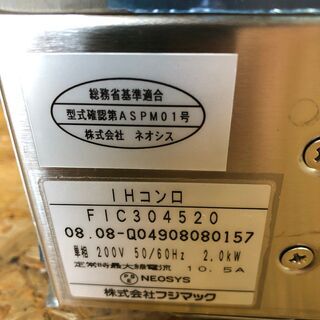 総務省基準適合
型式確認第ASPM01号
株式会社 ネオシス
IHコンロ
FIC304520
08.08-Q04908080157
単相 200V 50/60Hz 2.0kW
定常時最大線電流 10.5A
NEOSYS
株式会社フジマック